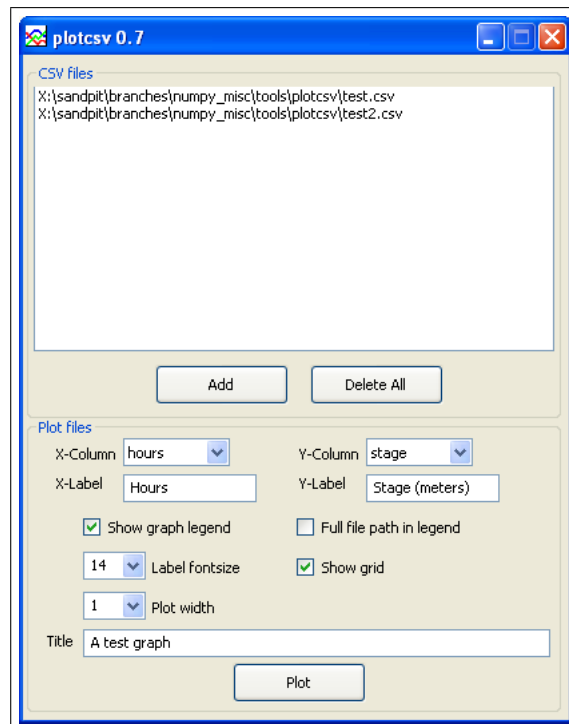 plotcsv 0.7
CSV files
X:\sandpit\branches\numpy_misc\tools\plotcsv\test.csv
X:\sandpit\branches\numpy_misc\tools\plotcsv\test2.csv
Add Delete All
Plot files
X-Column hours Y-Column stage
X-Label Hours Y-Label Stage (meters)
Show graph legend Full file path in legend
14 Label fontsize Show grid
1 Plot width
Title A test graph
Plot